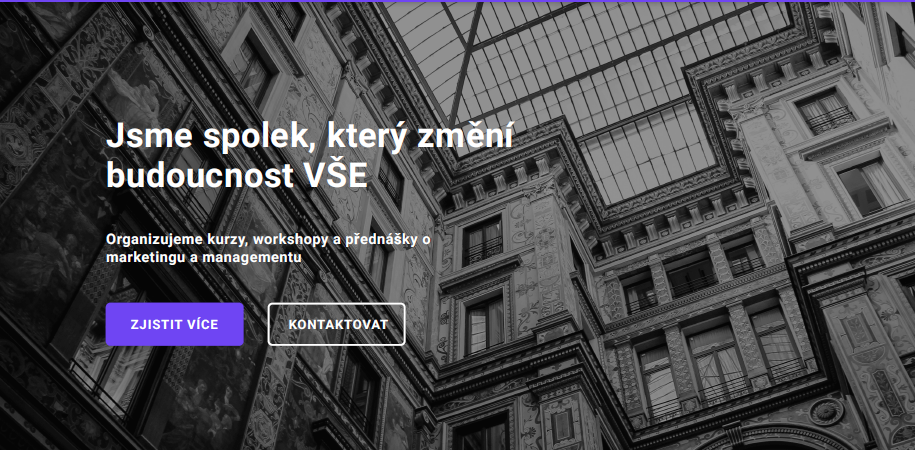 Jsme spolek, který změní
budoucnost VŠE
Organizujeme kurzy, workshopy a přednášky o
marketingu a managementu
ZJISTIT VÍCE
KONTAKTOVAT